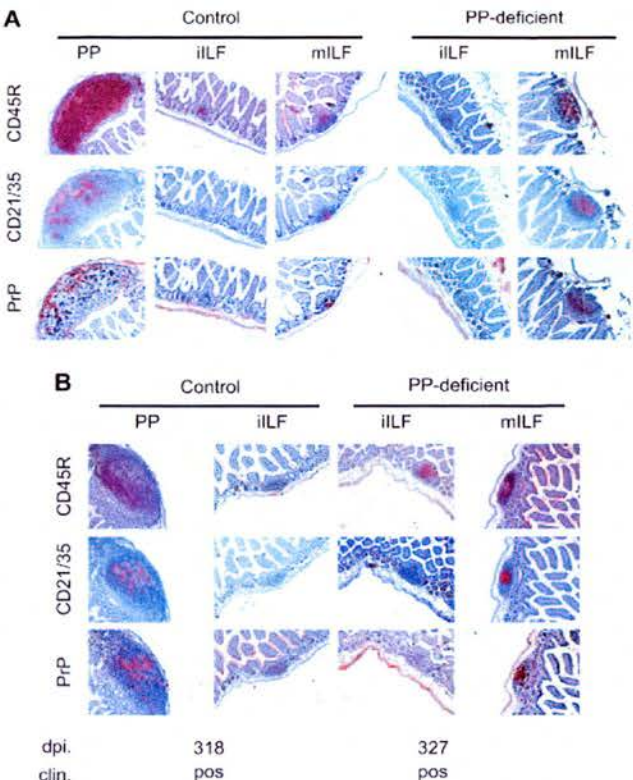 A
Control PP-deficient
PP iILF mILF iILF mILF
CD45R
CD21/35
PrP
B
Control PP-deficient
PP iILF iILF mILF
CD45R
CD21/35
PrP
dpi. 318 327
clin. pos pos